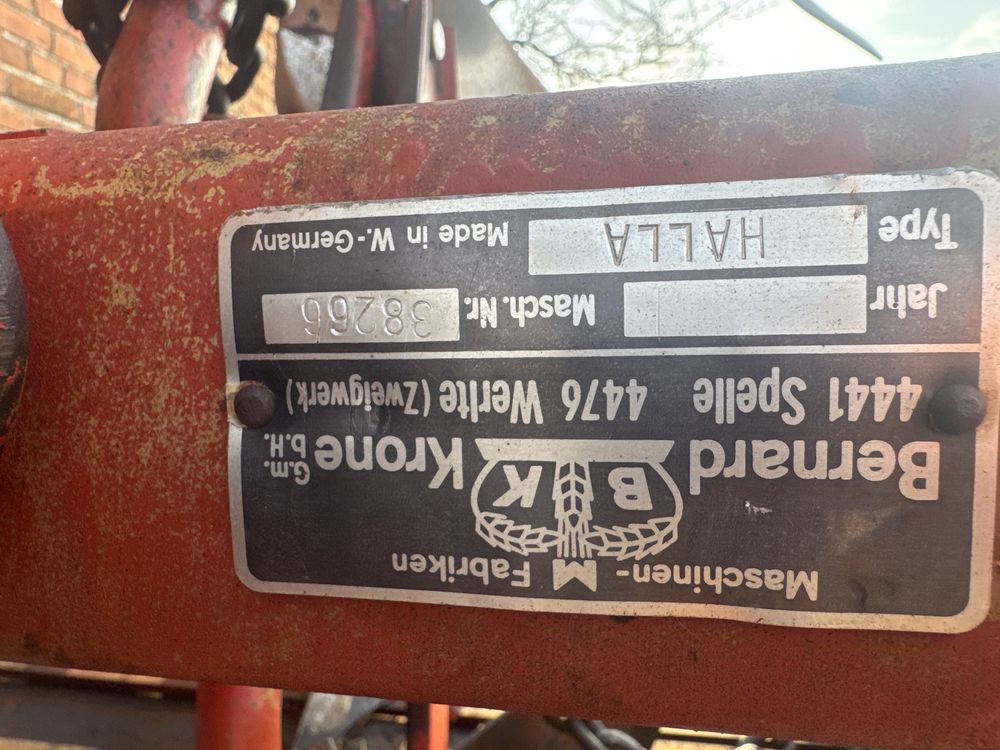 Maschinen- Fabriken
B K
Bernard Krone G.m. b.H.
4441 Spelle 4476 Werlte (Zweigwerk)
Jahr Masch. Nr. 38266
Type HALLA Made in W.-Germany